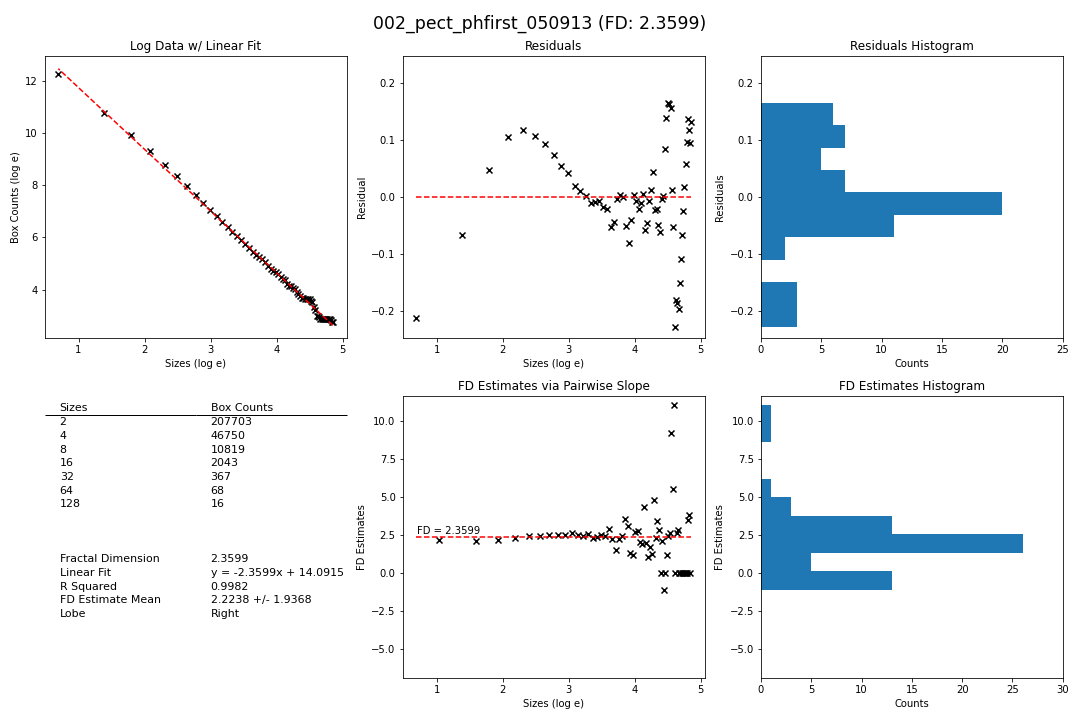 002_pect_phfirst_050913 (FD: 2.3599)
Log Data w/ Linear Fit
Box Counts (log e)
12
10
8
6
4
1
2
3
4
5
Sizes (log e)
Residuals
Residual
0.2
0.1
0.0
−0.1
−0.2
1
2
3
4
5
Sizes (log e)
Residuals Histogram
Residuals
0.2
0.1
0.0
−0.1
−0.2
0
5
10
15
20
25
Counts
Sizes Box Counts
2 207703
4 46750
8 10819
16 2043
32 367
64 68
128 16
Fractal Dimension 2.3599
Linear Fit y = -2.3599x + 14.0915
R Squared 0.9982
FD Estimate Mean 2.2238 +/- 1.9368
Lobe Right
FD Estimates via Pairwise Slope
FD Estimates
10.0
7.5
5.0
2.5
0.0
−2.5
−5.0
FD = 2.3599
1
2
3
4
5
Sizes (log e)
FD Estimates Histogram
FD Estimates
10.0
7.5
5.0
2.5
0.0
−2.5
−5.0
0
5
10
15
20
25
30
Counts